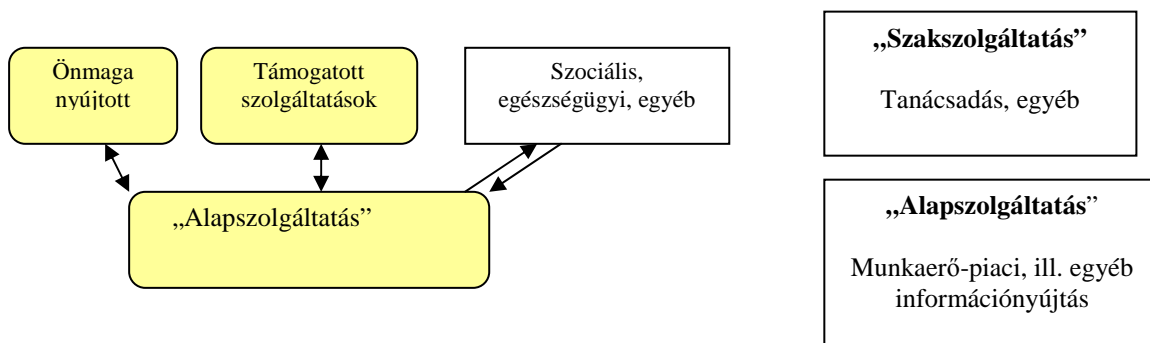 Önmaga
nyújtott
Támogatott
szolgáltatások
Szociális,
egészségügyi, egyéb
„Alapszolgáltatás”
„Szakszolgáltatás”
Tanácsadás, egyéb
„Alapszolgáltatás”
Munkaerő-piaci, ill. egyéb
információnyújtás